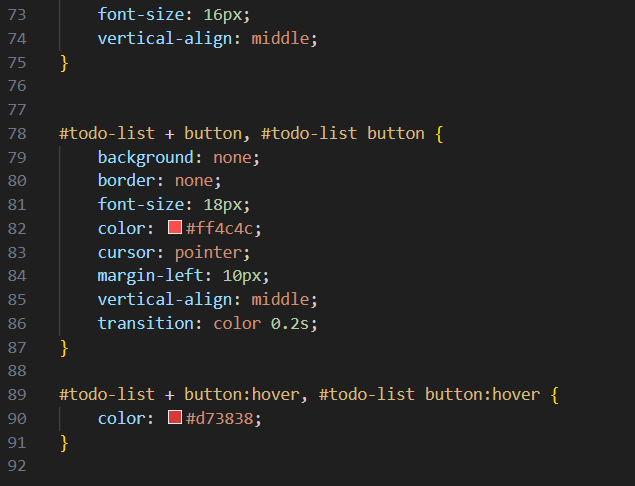 73 font-size: 16px;
74 vertical-align: middle;
75 }
76
77
78 #todo-list + button, #todo-list button {
79 background: none;
80 border: none;
81 font-size: 18px;
82 color: #ff4c4c;
83 cursor: pointer;
84 margin-left: 10px;
85 vertical-align: middle;
86 transition: color 0.2s;
87 }
88
89 #todo-list + button:hover, #todo-list button:hover {
90 color: #d73838;
91 }
92